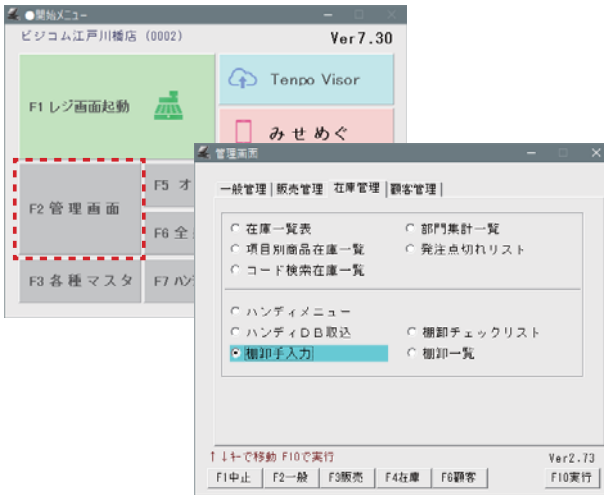 ●開始メニュー
ビジコム江戸川橋店 (0002)
Ver7.30
F1 レジ画面起動
Tenpo Visor
みせめぐ
F2 管理画面
F5 オ
F6 全
F3 各種マスタ
F7 ハン
管理画面
一般管理 販売管理 在庫管理 顧客管理
在庫一覧表
部門集計一覧
項目別商品在庫一覧
発注点切れリスト
コード検索在庫一覧
ハンディメニュー
ハンディDB取込
棚卸チェックリスト
棚卸手入力
棚卸一覧
↑↓キーで移動 F10で実行
Ver2.73
F1中止 F2一般 F3販売 F4在庫 F6顧客 F10実行